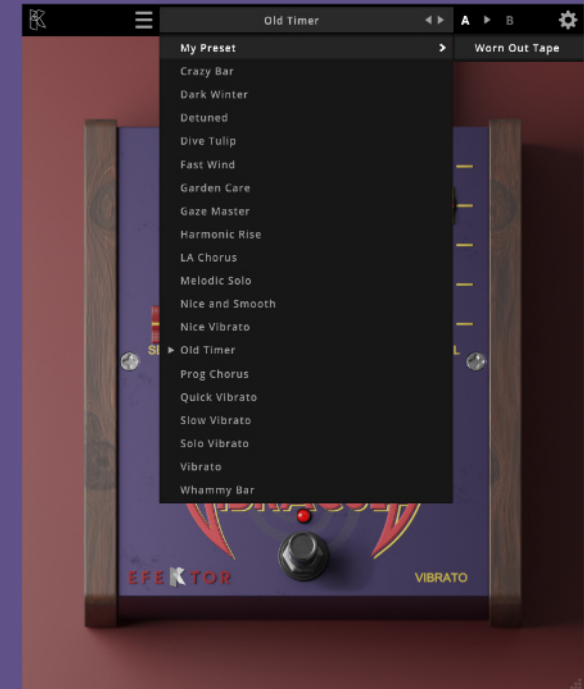 Old Timer
A B
My Preset
Worn Out Tape
Crazy Bar
Dark Winter
Detuned
Dive Tulip
Fast Wind
Garden Care
Gaze Master
Harmonic Rise
LA Chorus
Melodic Solo
Nice and Smooth
Nice Vibrato
Old Timer
Prog Chorus
Quick Vibrato
Slow Vibrato
Solo Vibrato
Vibrato
Whammy Bar
EFEKTOR
VIBRATO